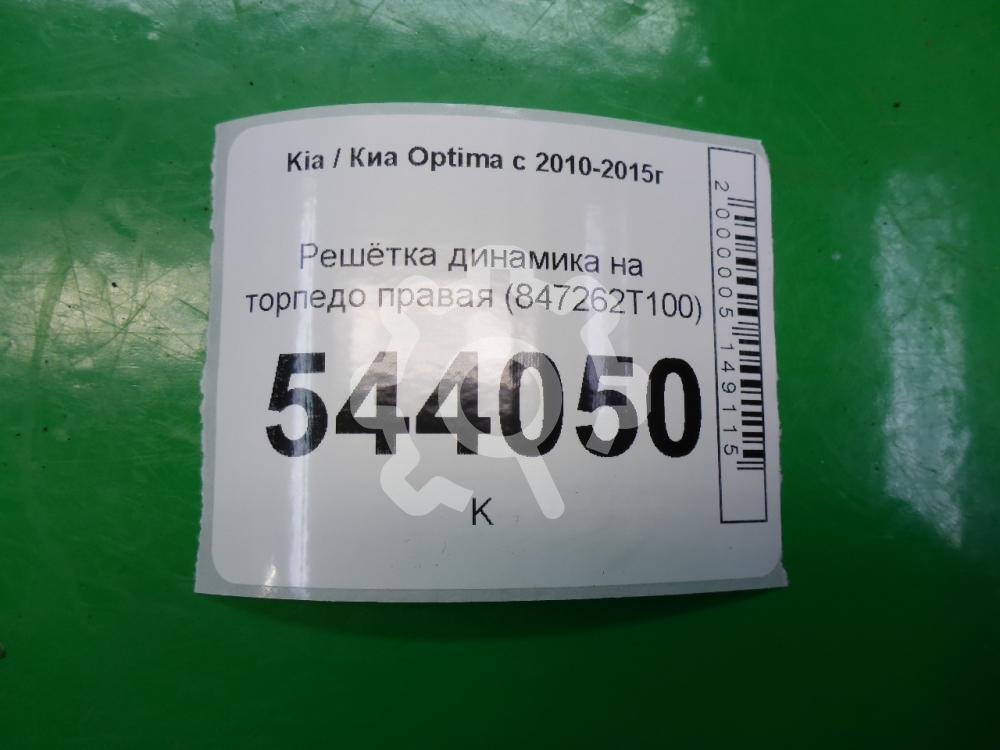 Kia / Киа Optima с 2010-2015г
Решётка динамика на
торпедо правая (847262T100)
544050
К
2000005149115